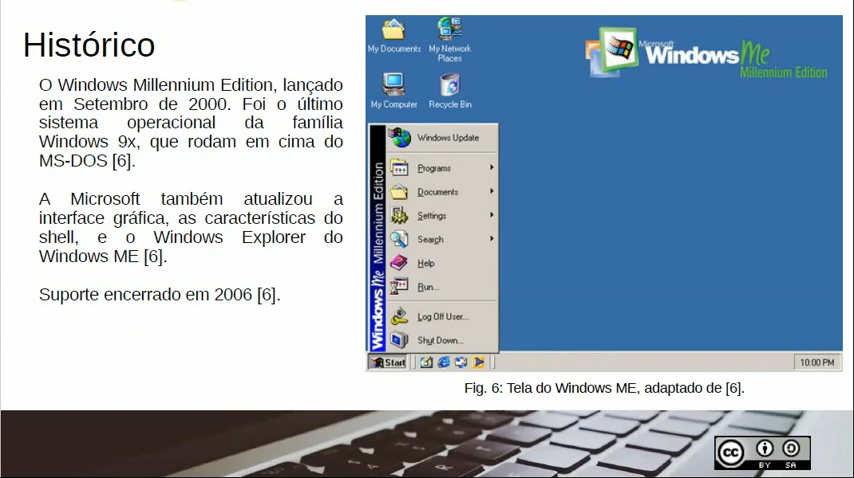 Histórico
O Windows Millennium Edition, lançado
em Setembro de 2000. Foi o último
sistema operacional da família
Windows 9x, que rodam em cima do
MS-DOS [6].
A Microsoft também atualizou a
interface gráfica, as características do
shell, e o Windows Explorer do
Windows ME [6].
Suporte encerrado em 2006 [6].
My Documents
My Network
Places
My Computer
Recycle Bin
Microsoft
Windows Me
Millennium Edition
Windows Update
Programs
Documents
Settings
Search
Help
Run...
Log Off User...
Shut Down...
Windows Me Millennium Edition
Start
10:00 PM
Fig. 6: Tela do Windows ME, adaptado de [6].
cc
BY SA